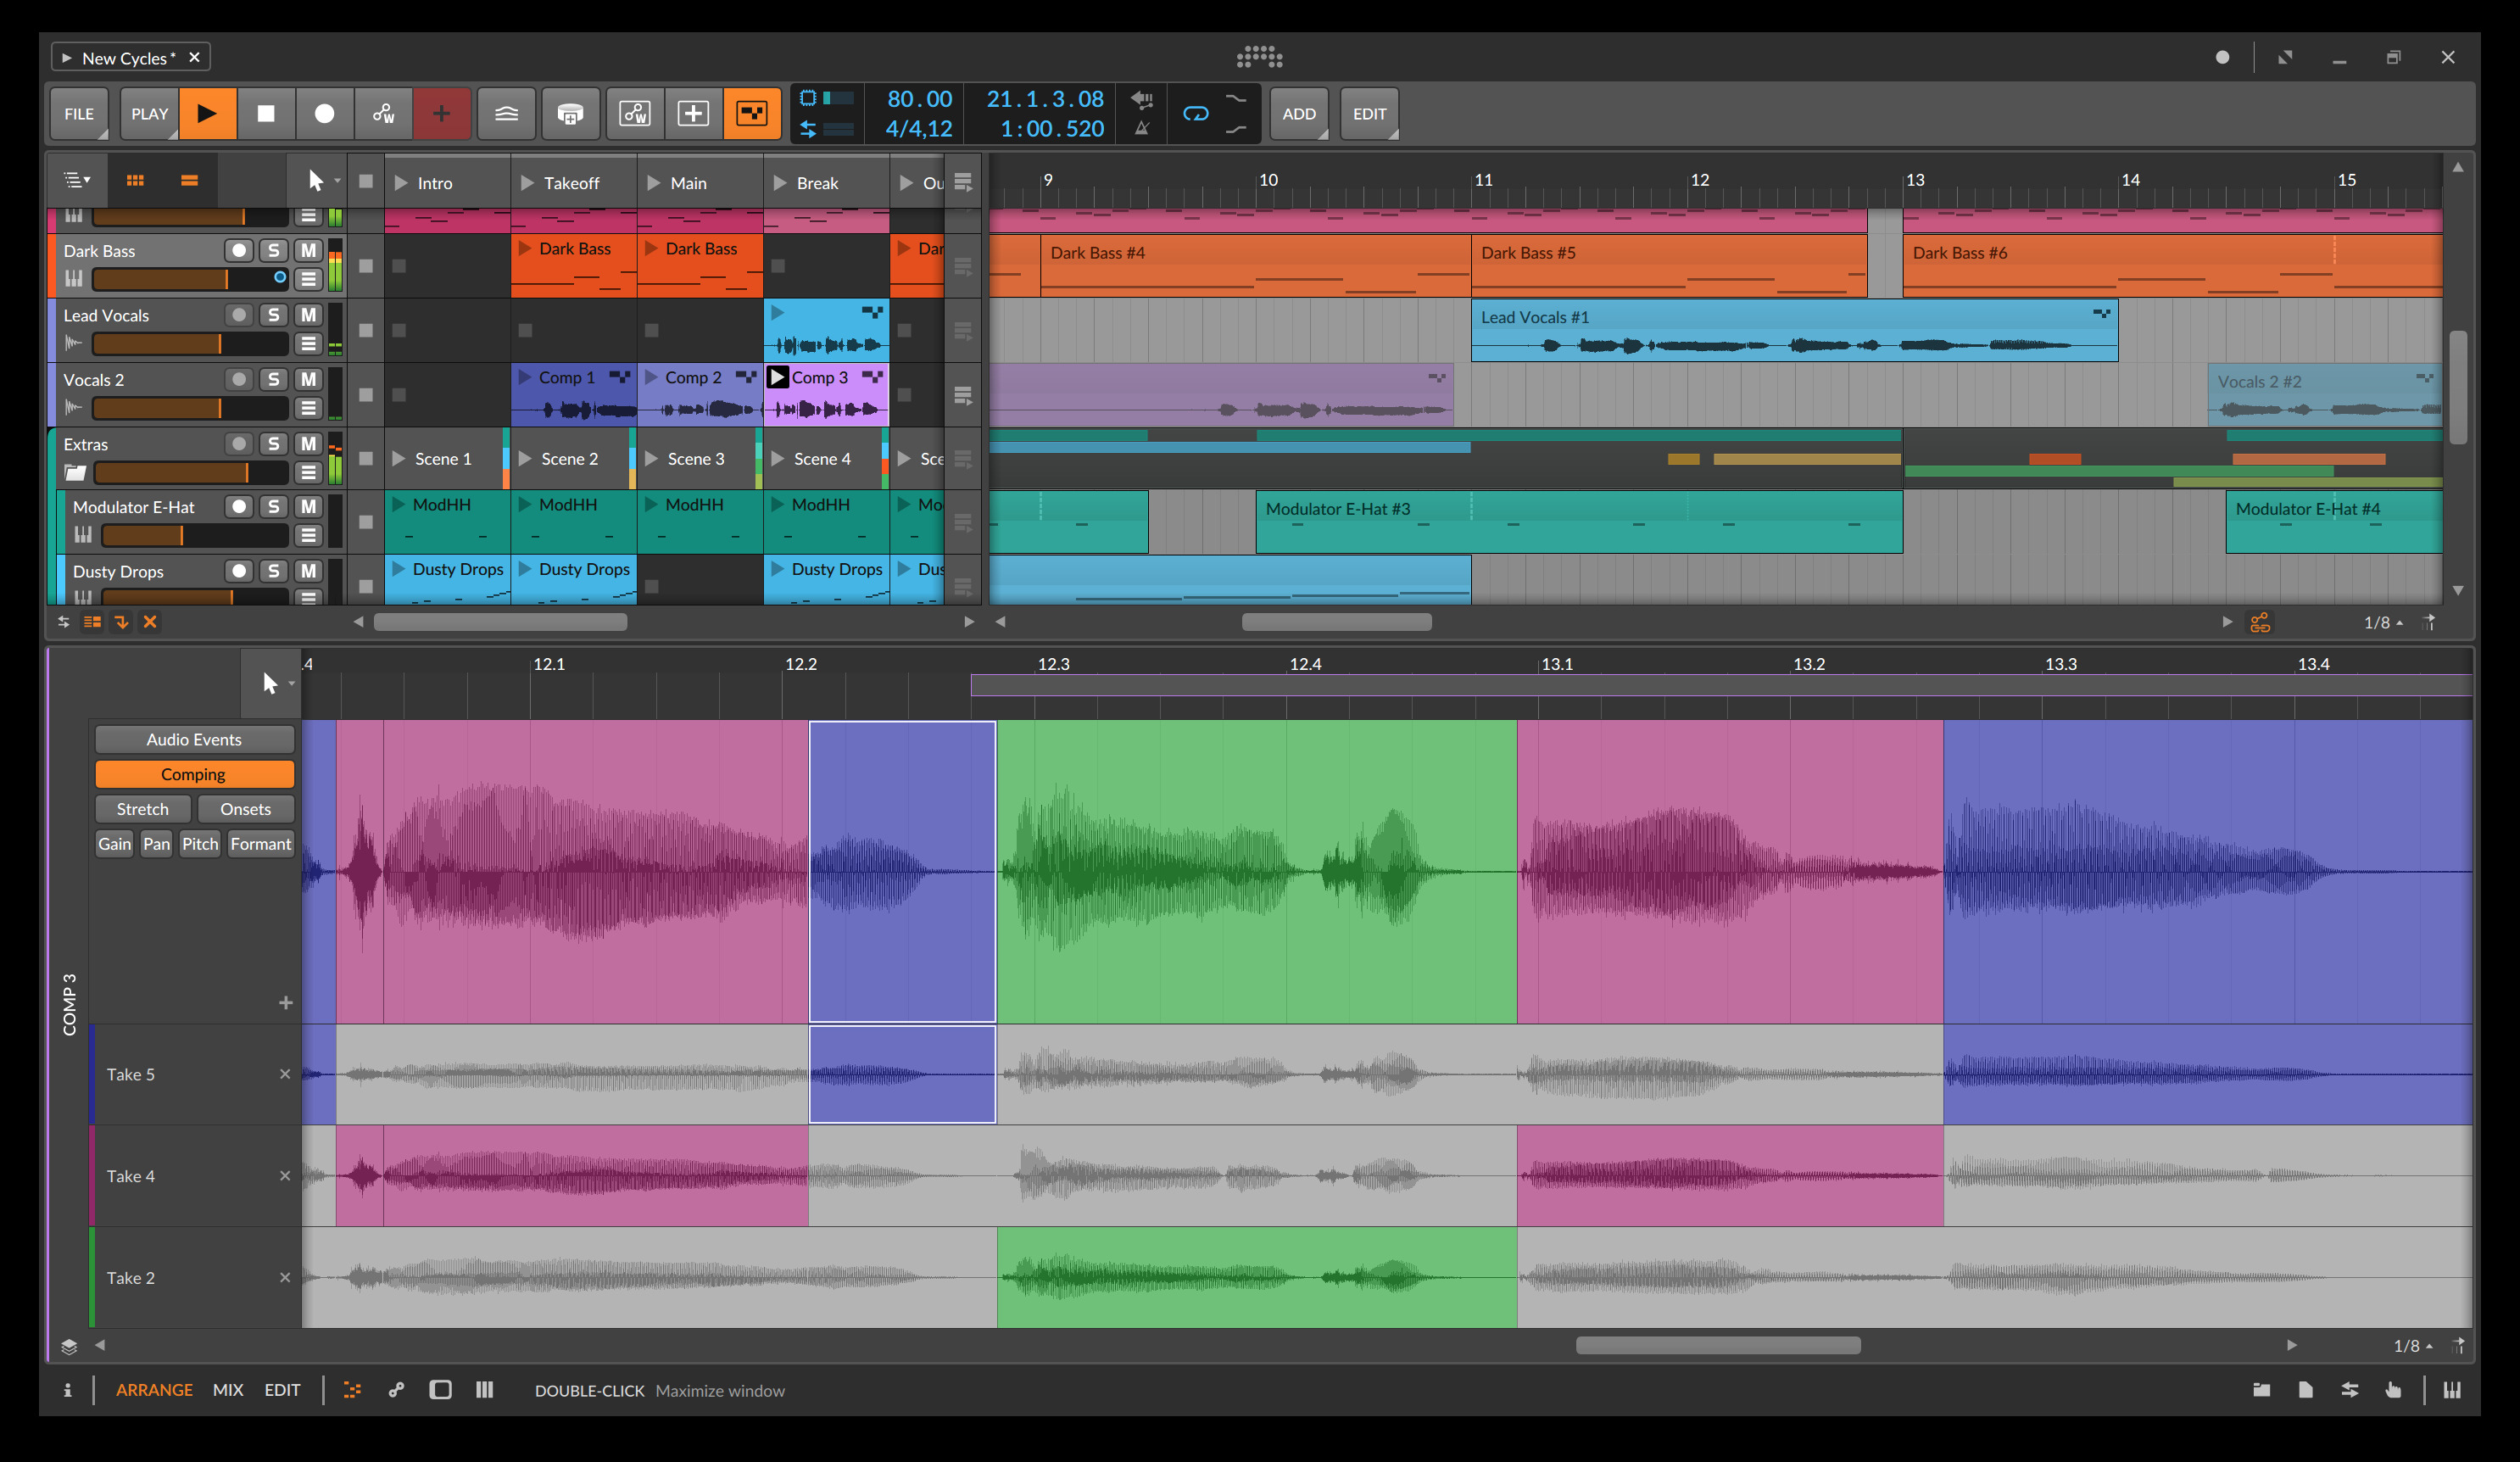 New Cycles*
FILE
PLAY
W
W
80.00
4/4,12
21.1.3.08
1:00.520
ADD
EDIT
Intro
Takeoff
Main
Break
Ou
9
10
11
12
13
14
15
Dark Bass
S
M
Dark Bass
Dark Bass
Dar
Dark Bass #4
Dark Bass #5
Dark Bass #6
Lead Vocals
S
M
Lead Vocals #1
Vocals 2
S
M
Comp 1
Comp 2
Comp 3
Vocals 2 #2
Extras
S
M
Scene 1
Scene 2
Scene 3
Scene 4
Sce
Modulator E-Hat
S
M
ModHH
ModHH
ModHH
ModHH
Mo
Modulator E-Hat #3
Modulator E-Hat #4
Dusty Drops
S
M
Dusty Drops
Dusty Drops
Dusty Drops
Dus
1/8
.4
12.1
12.2
12.3
12.4
13.1
13.2
13.3
13.4
Audio Events
Comping
Stretch
Onsets
Gain
Pan
Pitch
Formant
COMP 3
Take 5
Take 4
Take 2
1/8
i
ARRANGE
MIX
EDIT
DOUBLE-CLICK Maximize window